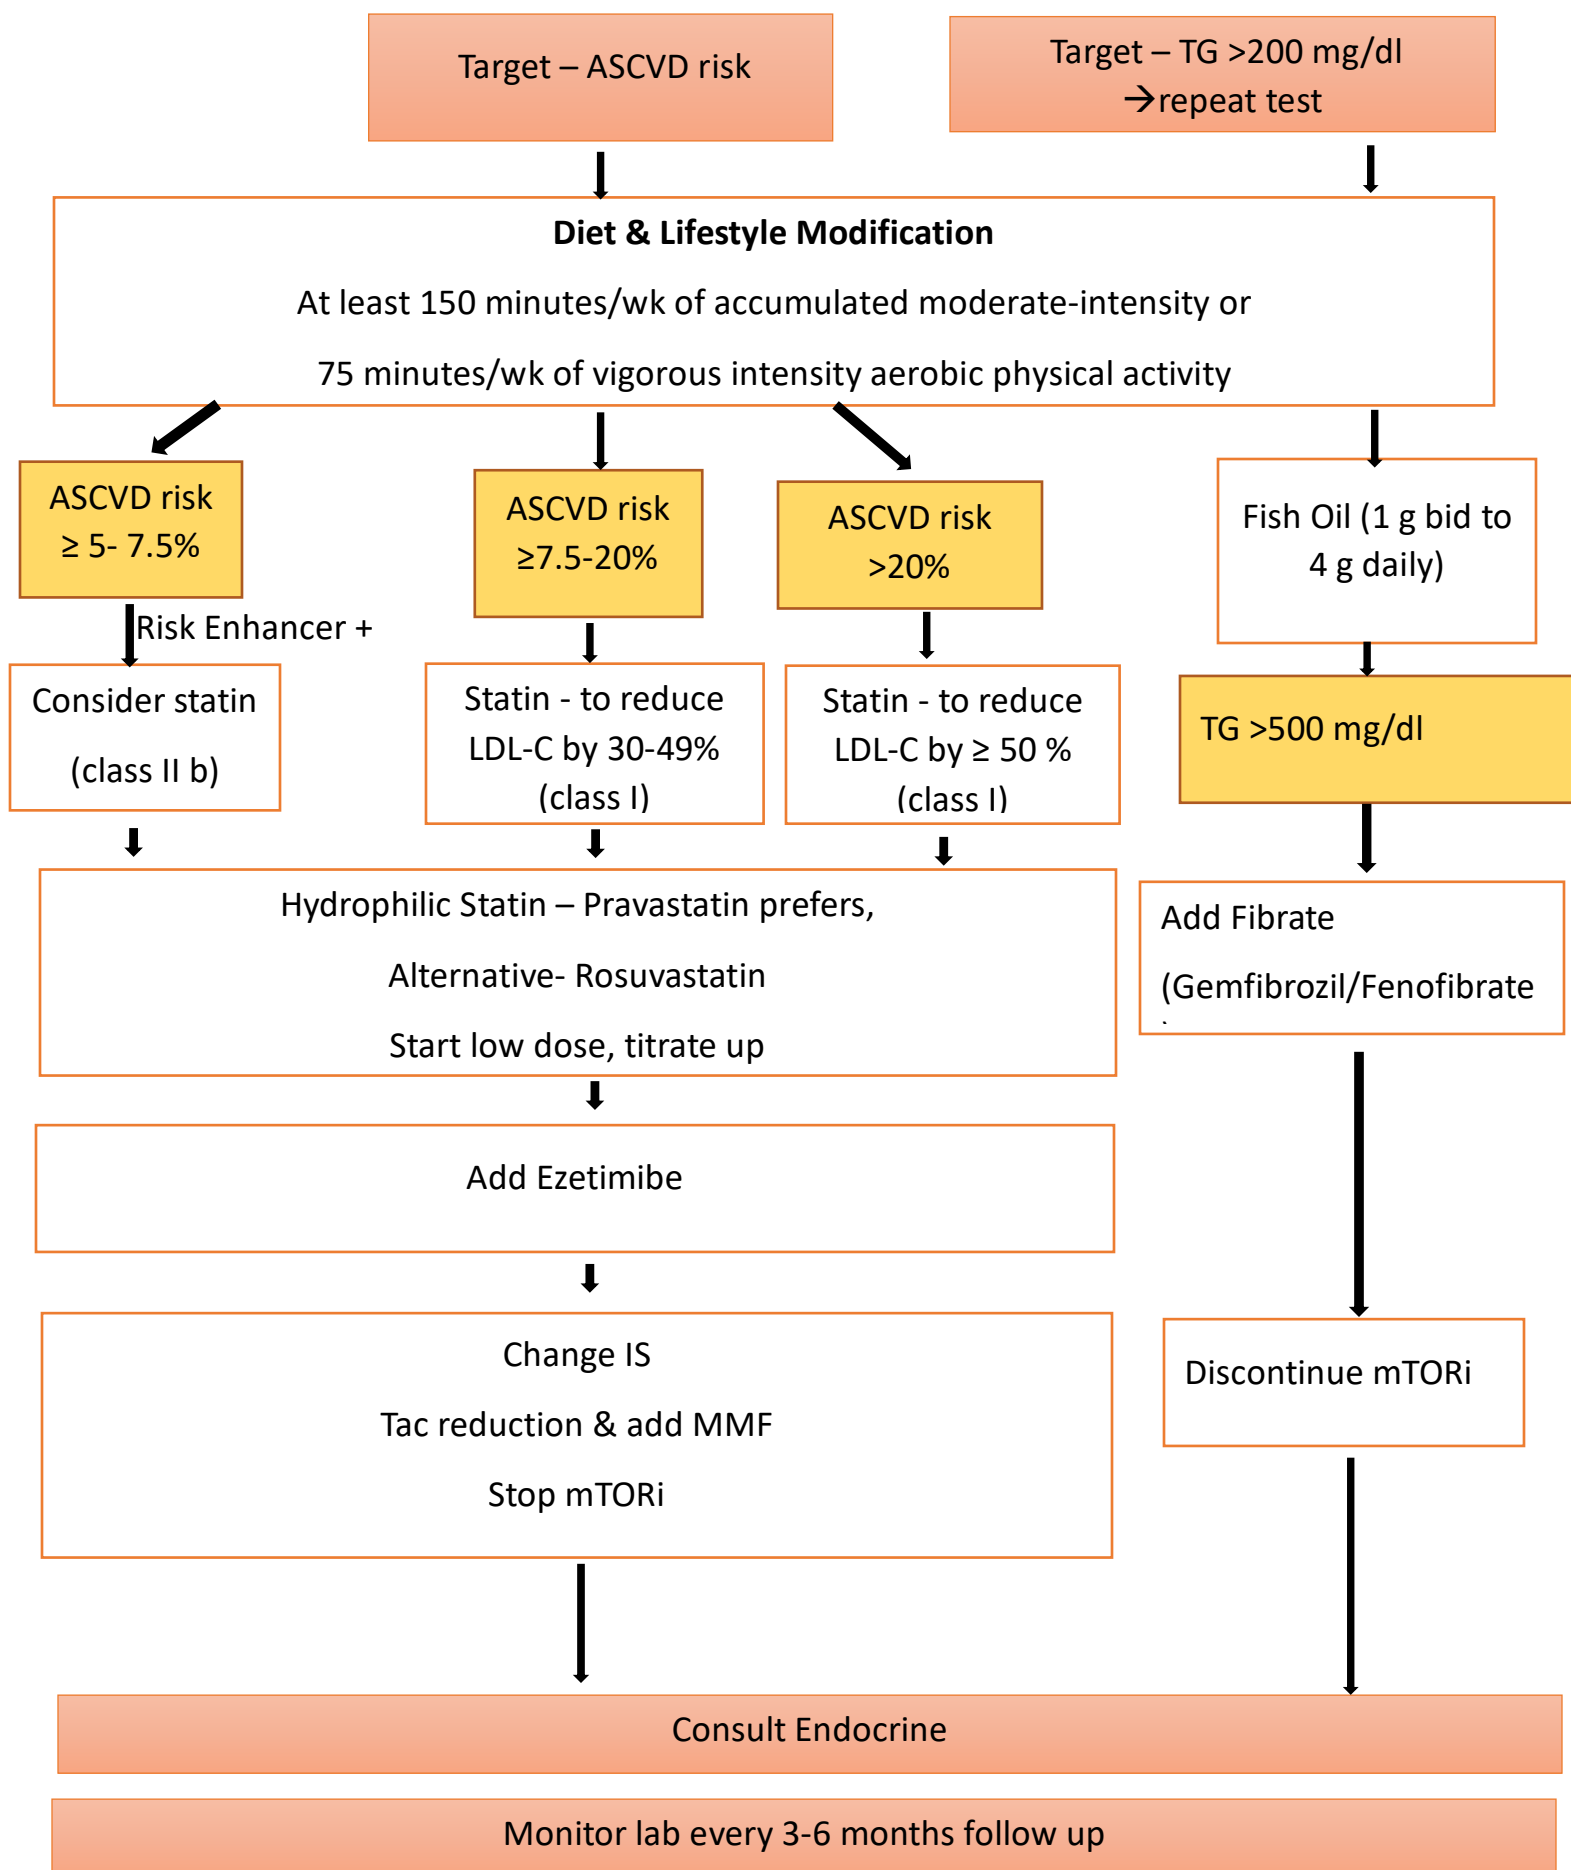 Target – ASCVD risk
Target – TG >200 mg/dl
→repeat test
Diet & Lifestyle Modification
At least 150 minutes/wk of accumulated moderate-intensity or
75 minutes/wk of vigorous intensity aerobic physical activity
ASCVD risk
≥ 5- 7.5%
ASCVD risk
≥7.5-20%
ASCVD risk
>20%
Fish Oil (1 g bid to
4 g daily)
Risk Enhancer +
Consider statin
(class II b)
Statin - to reduce
LDL-C by 30-49%
(class I)
Statin - to reduce
LDL-C by ≥ 50 %
(class I)
TG >500 mg/dl
Hydrophilic Statin – Pravastatin prefers,
Alternative- Rosuvastatin
Start low dose, titrate up
Add Fibrate
(Gemfibrozil/Fenofibrate
Add Ezetimibe
Change IS
Tac reduction & add MMF
Stop mTORi
Discontinue mTORi
Consult Endocrine
Monitor lab every 3-6 months follow up